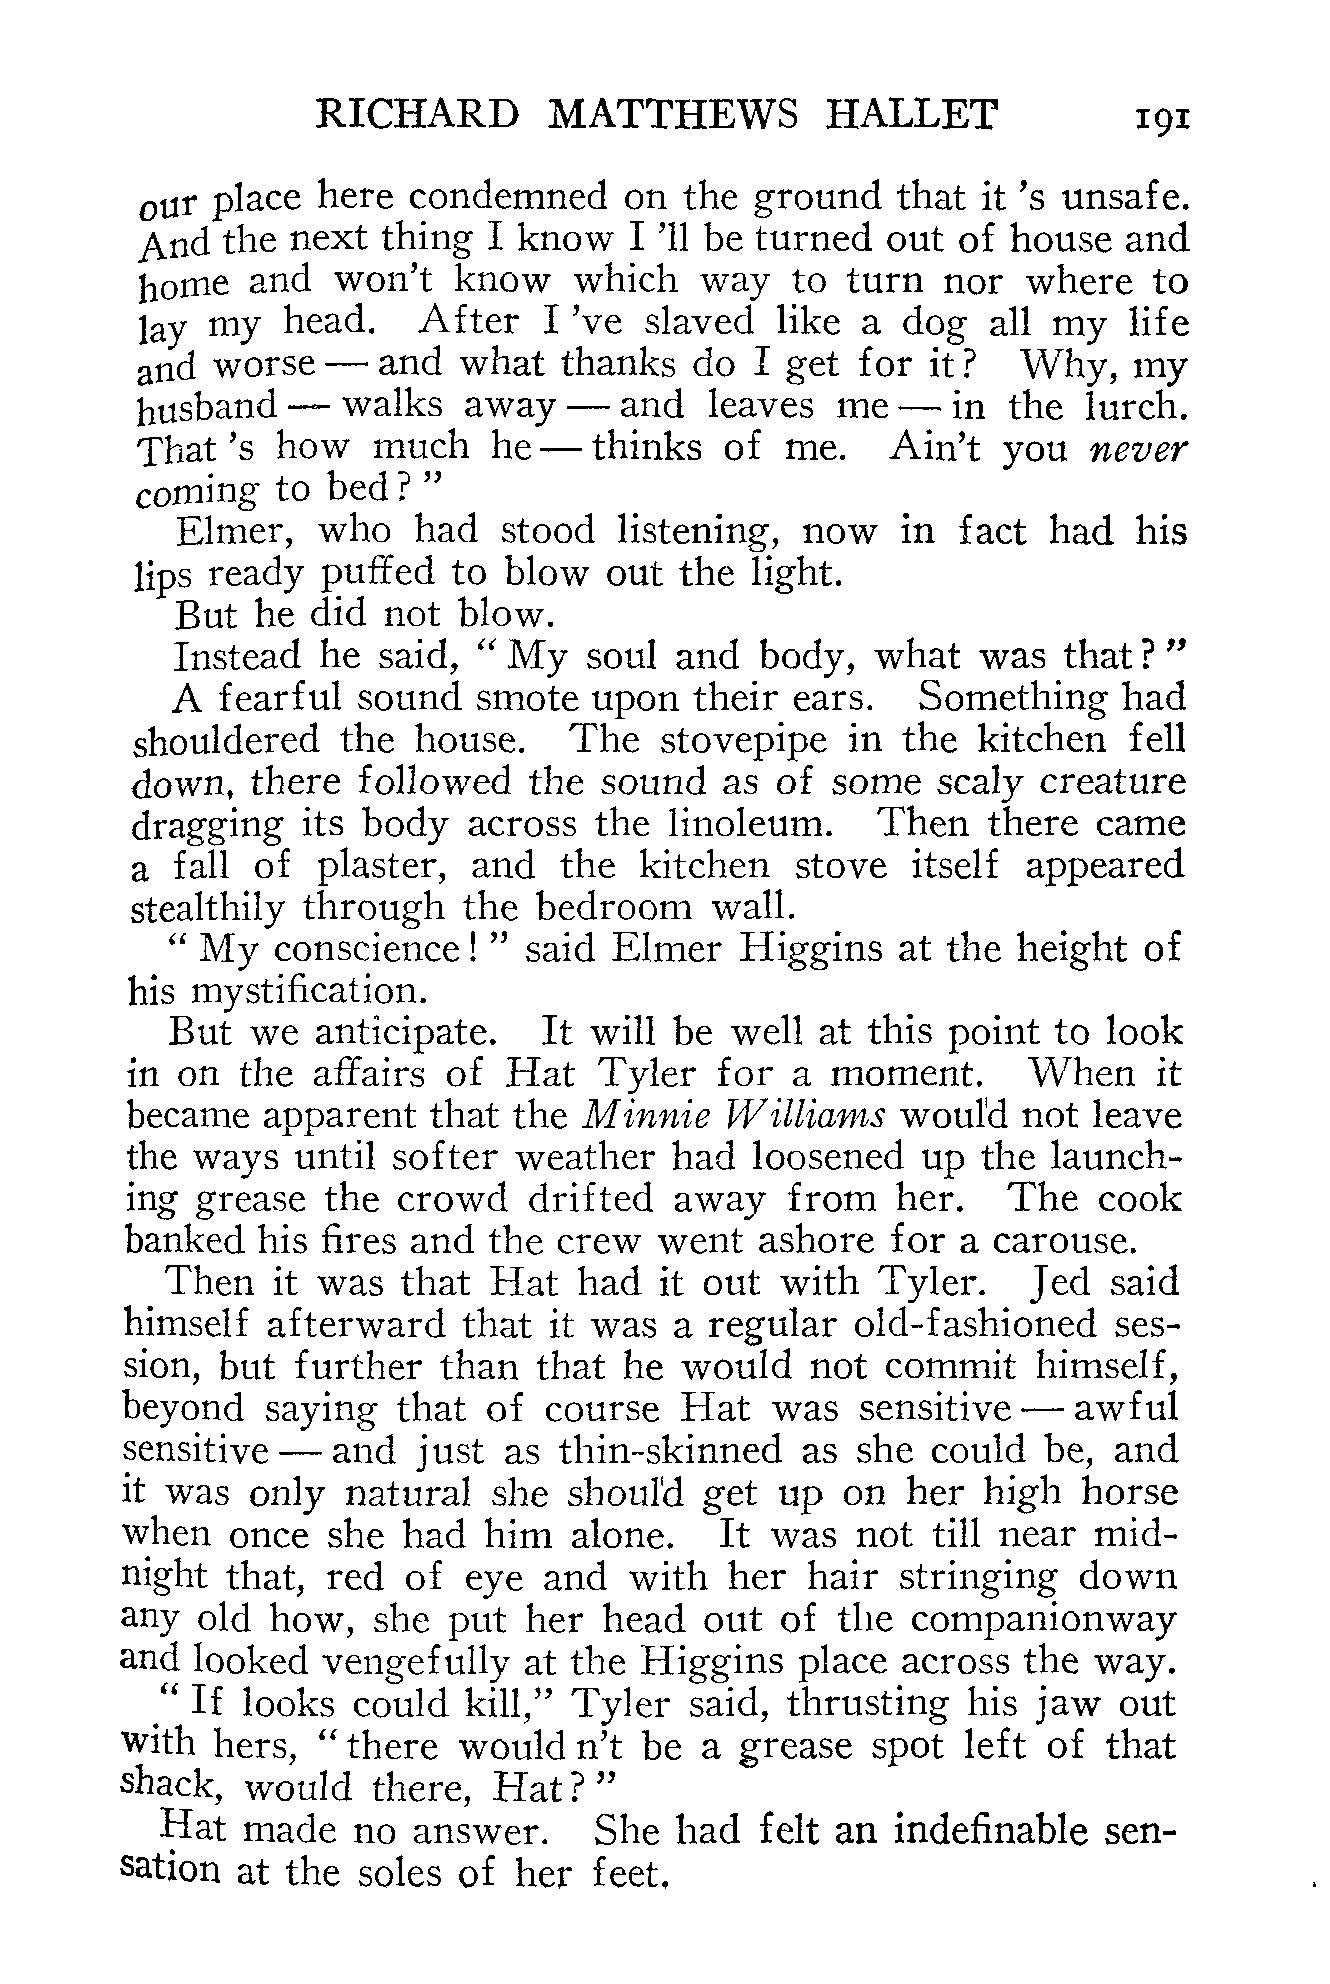 RICHARD MATTHEWS HALLET 191
our place here condemned on the ground that it 's unsafe.
And the next thing I know I 'll be turned out of house and
home and won't know which way to turn nor where to
lay my head. After I 've slaved like a dog all my life
and worse — and what thanks do I get for it? Why, my
husband — walks away — and leaves me — in the lurch.
That 's how much he — thinks of me. Ain't you never
coming to bed? "
Elmer, who had stood listening, now in fact had his
lips ready puffed to blow out the light.
But he did not blow.
Instead he said, " My soul and body, what was that? "
A fearful sound smote upon their ears. Something had
shouldered the house. The stovepipe in the kitchen fell
down, there followed the sound as of some scaly creature
dragging its body across the linoleum. Then there came
a fall of plaster, and the kitchen stove itself appeared
stealthily through the bedroom wall.
" My conscience! " said Elmer Higgins at the height of
his mystification.
But we anticipate. It will be well at this point to look
in on the affairs of Hat Tyler for a moment. When it
became apparent that the Minnie Williams would not leave
the ways until softer weather had loosened up the launch-
ing grease the crowd drifted away from her. The cook
banked his fires and the crew went ashore for a carouse.
Then it was that Hat had it out with Tyler. Jed said
himself afterward that it was a regular old-fashioned ses-
sion, but further than that he would not commit himself,
beyond saying that of course Hat was sensitive — awful
sensitive — and just as thin-skinned as she could be, and
it was only natural she should get up on her high horse
when once she had him alone. It was not till near mid-
night that, red of eye and with her hair stringing down
any old how, she put her head out of the companionway
and looked vengefully at the Higgins place across the way.
" If looks could kill," Tyler said, thrusting his jaw out
with hers, " there would n't be a grease spot left of that
shack, would there, Hat? "
Hat made no answer. She had felt an indefinable sen-
sation at the soles of her feet.